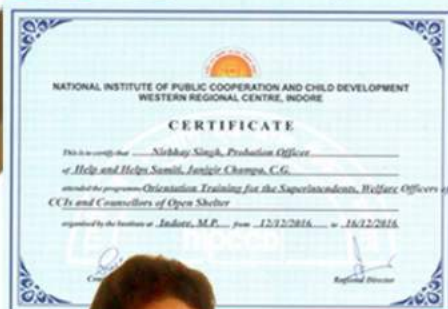 NATIONAL INSTITUTE OF PUBLIC COOPERATION AND CHILD DEVELOPMENT
WESTERN REGIONAL CENTRE, INDORE
CERTIFICATE
This is to certify that Nirbhay Singh, Probation Officer
of Help and Helps Samiti, Janjgir Champa, C.G.
attended the programme Orientation Training for the Superintendents, Welfare Officers of
CCIs and Counsellors of Open Shelter
organised by the Institute at Indore, M.P. from 12/12/2016 to 16/12/2016
Regional Director